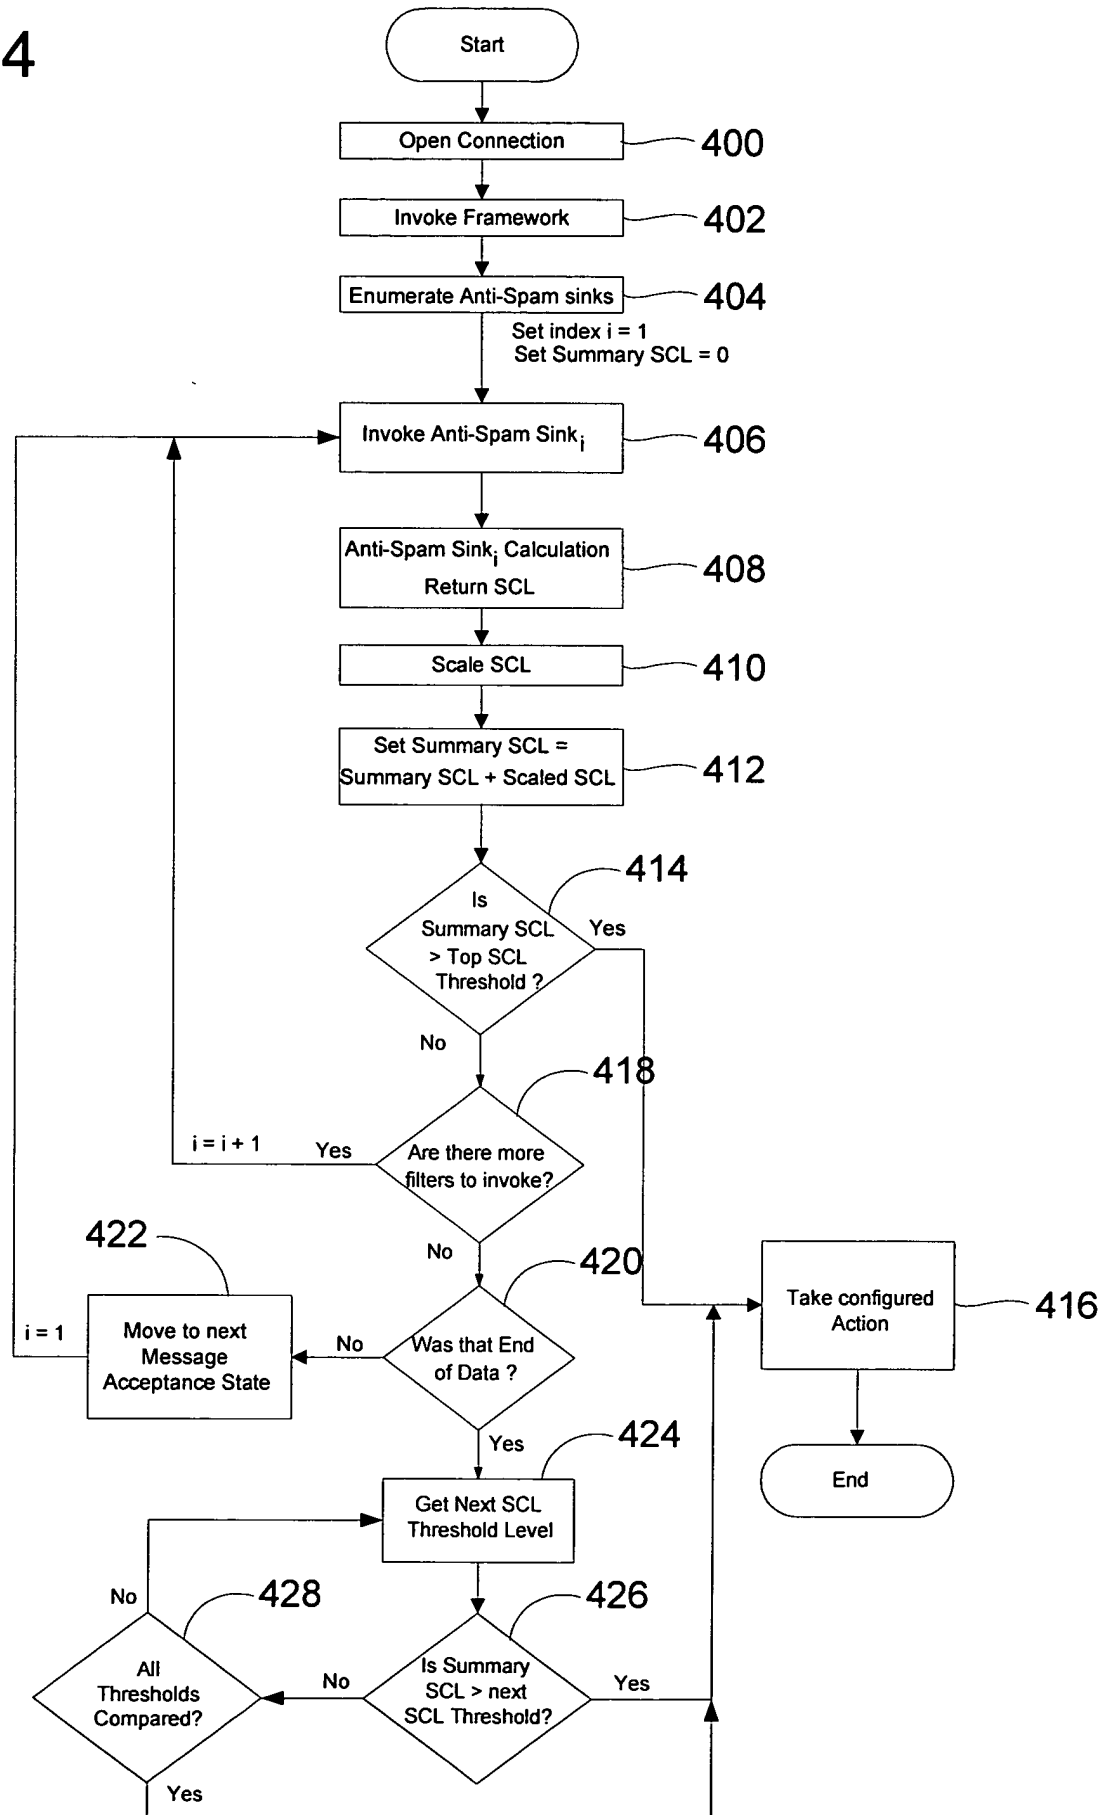 4
Start
Open Connection
400
Invoke Framework
402
Enumerate Anti-Spam sinks
404
Set index i = 1
Set Summary SCL = 0
Invoke Anti-Spam Sink i
406
Anti-Spam Sink i Calculation
Return SCL
408
Scale SCL
410
Set Summary SCL =
Summary SCL + Scaled SCL
412
414
Is
Summary SCL
> Top SCL
Threshold ?
Yes
No
418
Are there more
filters to invoke?
Yes
i = i + 1
No
420
422
Was that End
of Data ?
No
Move to next
Message
Acceptance State
i = 1
Take configured
Action
416
End
Yes
424
Get Next SCL
Threshold Level
426
Is Summary
SCL > next
SCL Threshold?
Yes
No
428
All
Thresholds
Compared?
No
Yes